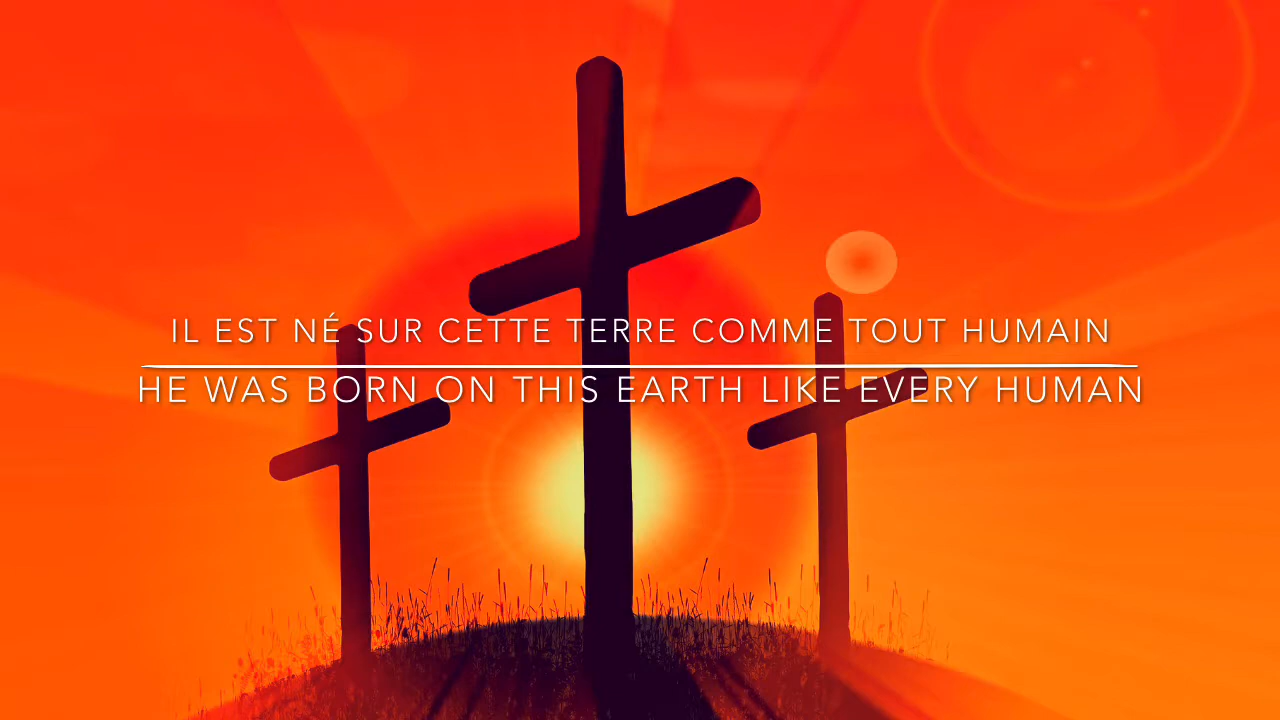 IL EST NÉ SUR CETTE TERRE COMME TOUT HUMAIN
HE WAS BORN ON THIS EARTH LIKE EVERY HUMAN